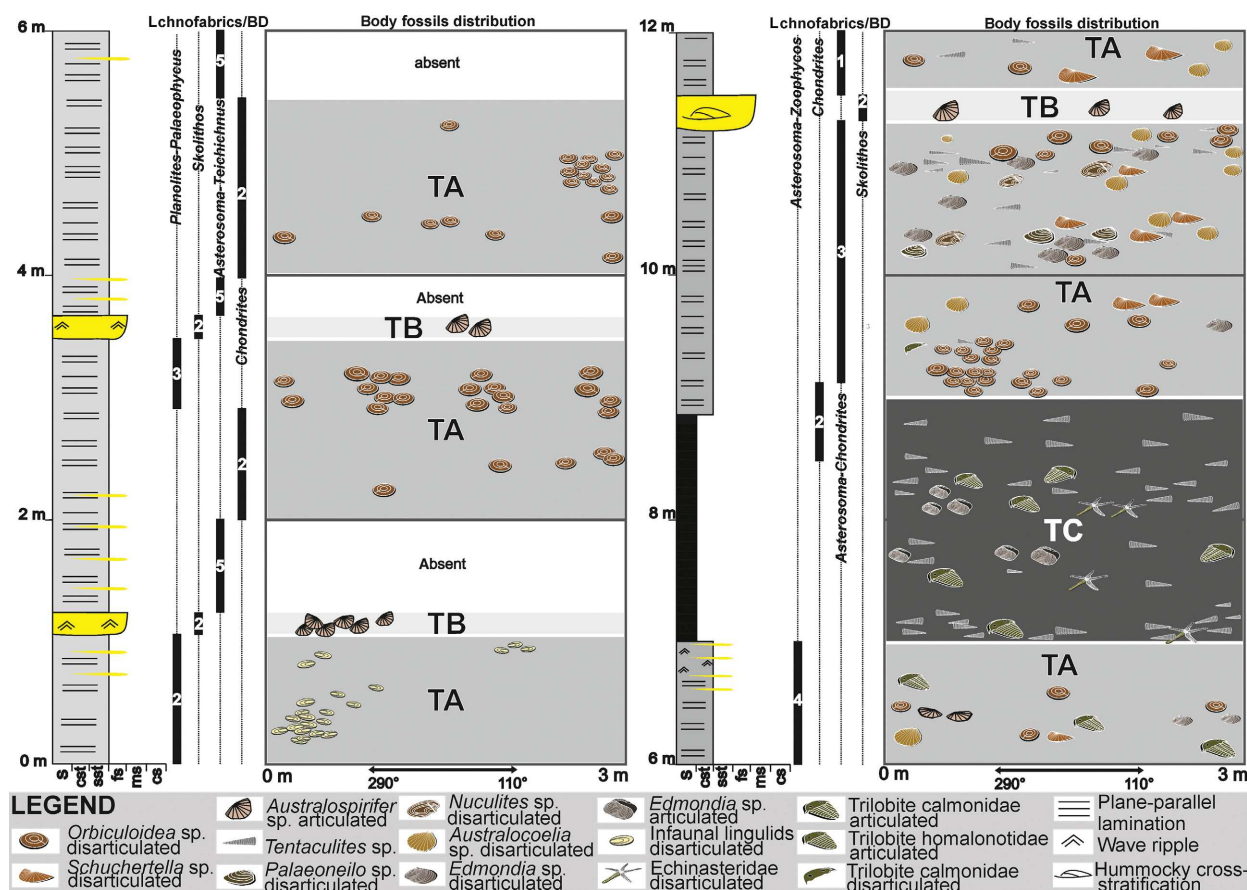 6 m
Lchnofabrics/BD
Body fossils distribution
Planolites-Palaeophycus
Skolithos
Asterosoma-Teichichnus
Chondrites
5
absent
2
TA
4 m
5
Absent
2
TB
3
TA
2
2 m
5
Absent
2
TB
2
TA
0 m
s
cst
sst
fs
ms
cs
0 m
290°
110°
3 m
12 m
Lchnofabrics/BD
Body fossils distribution
Asterosoma-Zoophycos
Chondrites
Asterosoma-Chondrites
Skolithos
1
TA
2
TB
3
10 m
TA
2
8 m
TC
4
TA
6 m
s
cst
sst
fs
ms
cs
0 m
290°
110°
3 m
LEGEND
Orbiculoidea sp.
disarticulated
Schuchertella sp.
disarticulated
Australospirifer
sp. articulated
Tentaculites sp.
Palaeoneilo sp.
disarticulated
Nuculites sp.
disarticulated
Australocoelia
sp. disarticulated
Edmondia sp.
disarticulated
Edmondia sp.
articulated
Infaunal lingulids
disarticulated
Echinasteridae
disarticulated
Trilobite calmonidae
articulated
Trilobite homalonotidae
articulated
Trilobite calmonidae
disarticulated
Plane-parallel
lamination
Wave ripple
Hummocky cross-
stratification